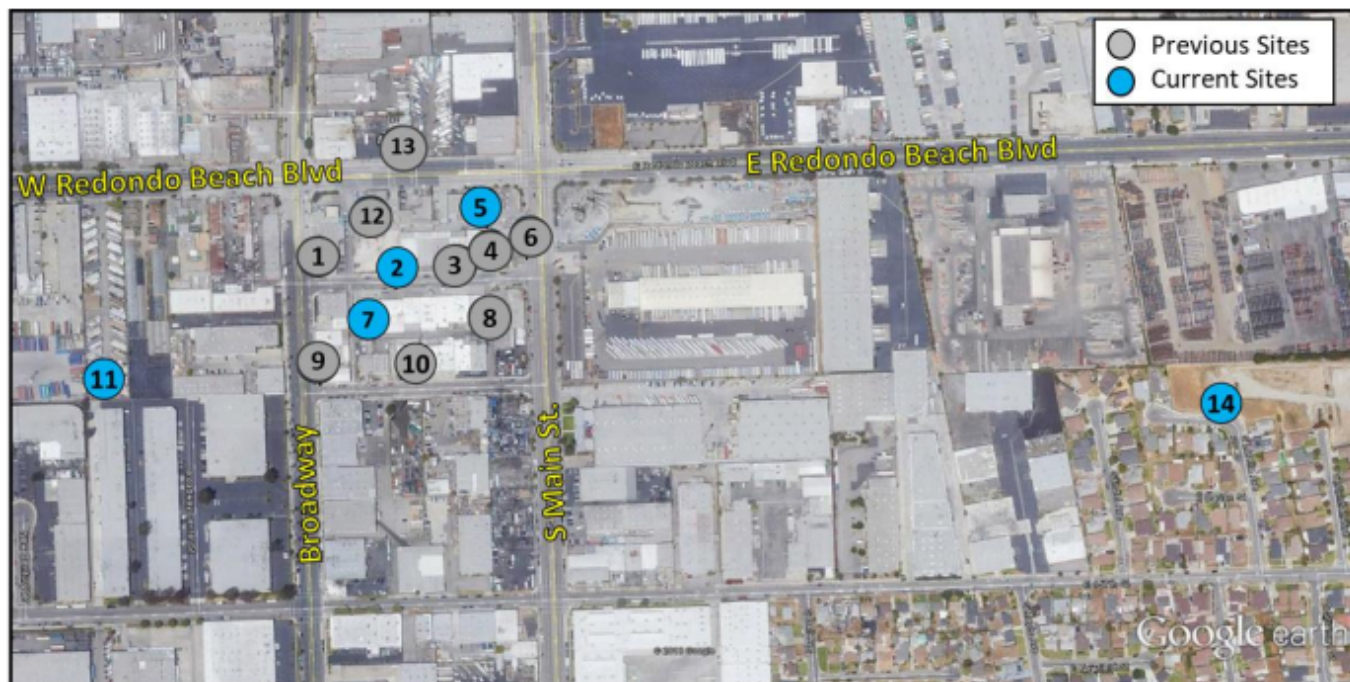 Previous Sites
Current Sites
13
W Redondo Beach Blvd
E Redondo Beach Blvd
12
5
1
2
3
4
6
7
8
9
10
11
14
Broadway
S Main St.
Google earth